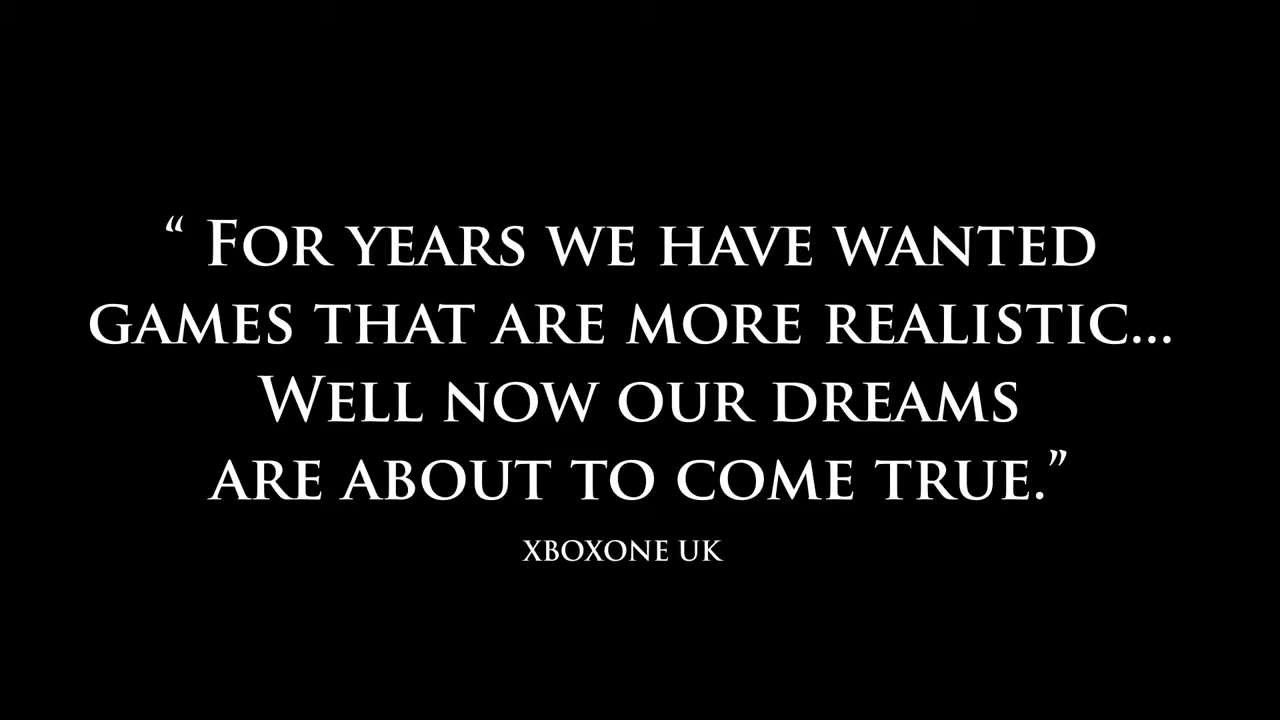 “ For years we have wanted
games that are more realistic...
Well now our dreams
are about to come true.”
XBOXONE UK